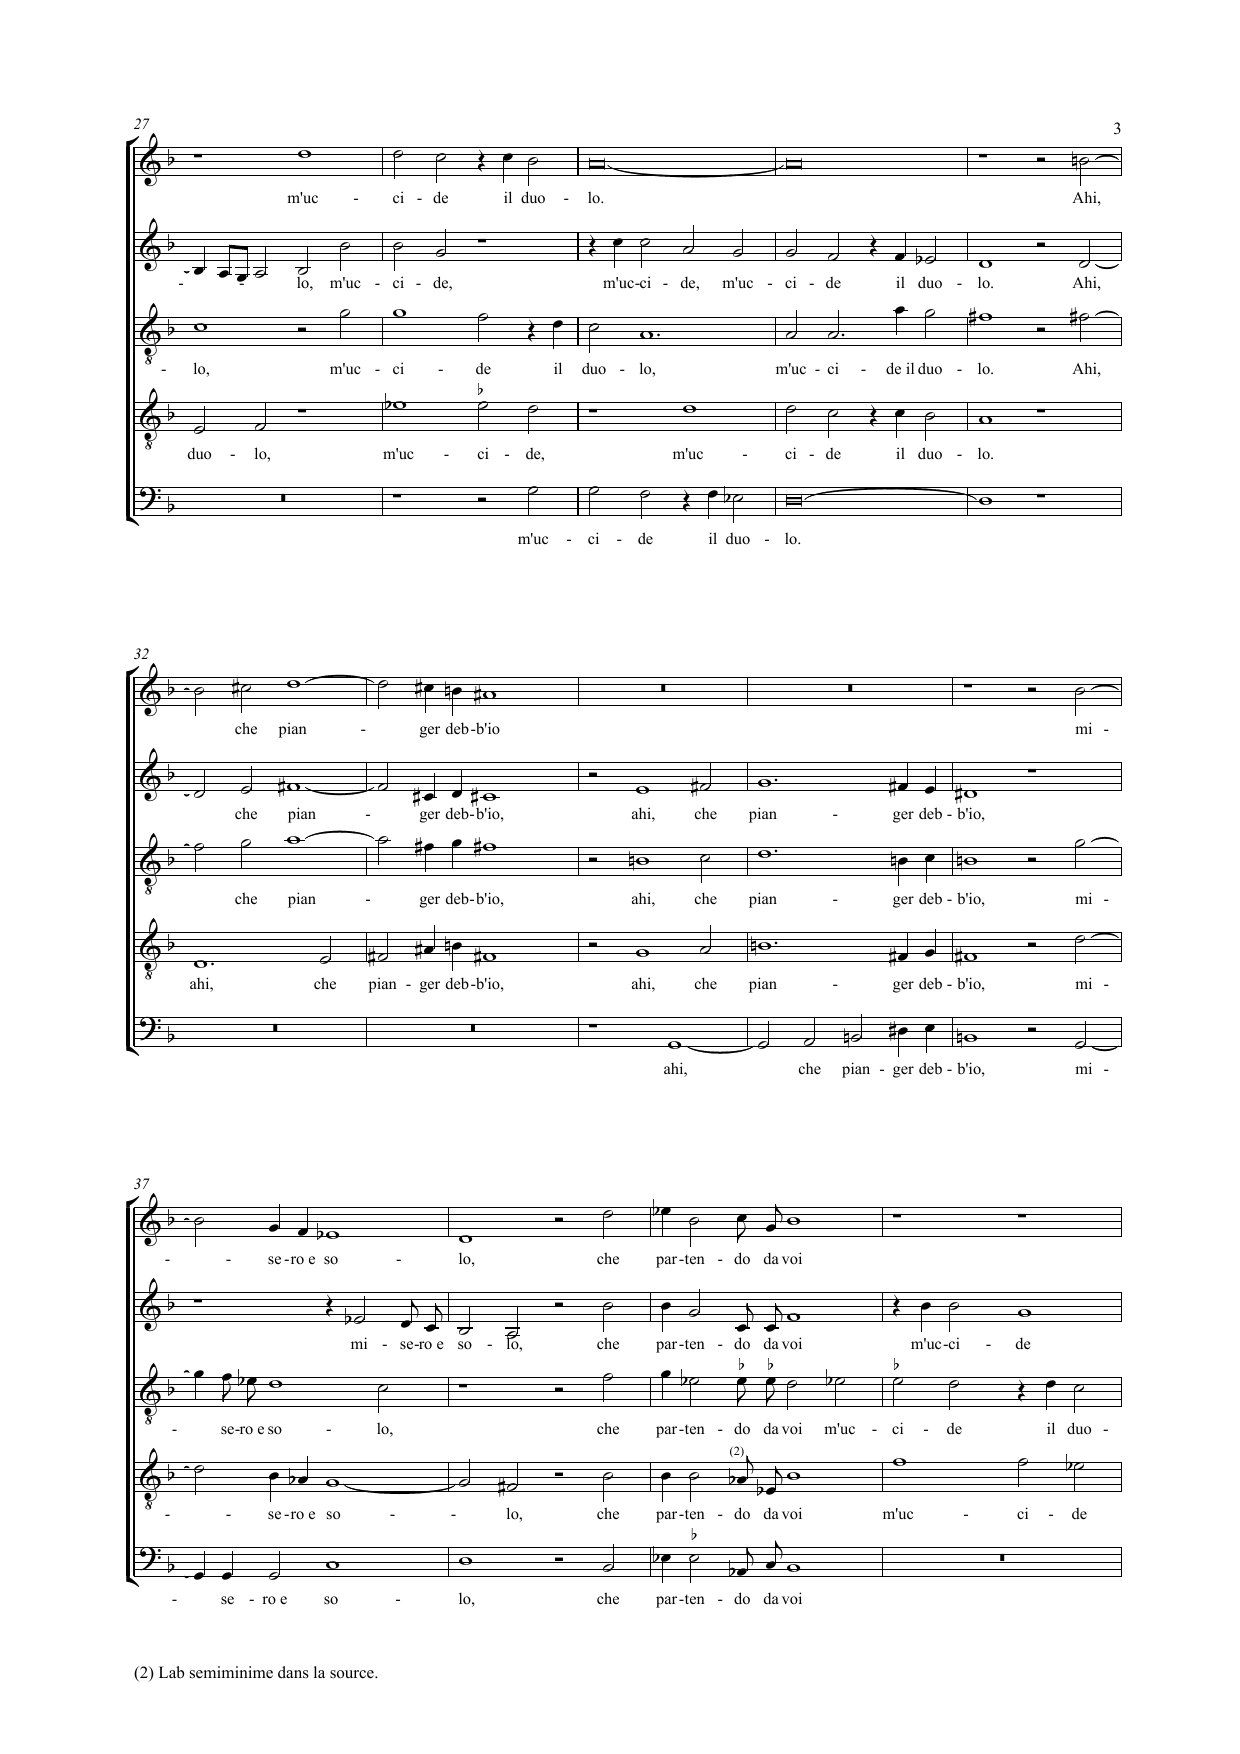 27
3
m'uc - ci - de il duo - lo. Ahi,
- - lo, m'uc - ci - de, m'uc-ci - de, m'uc - ci - de il duo - lo. Ahi,
- lo, m'uc - ci - de il duo - lo, m'uc - ci - de il duo - lo. Ahi,
duo - lo, m'uc - ci - de, m'uc - ci - de il duo - lo.
m'uc - ci - de il duo - lo.
32
che pian - ger deb-b'io mi -
che pian - ger deb-b'io, ahi, che pian - ger deb - b'io,
che pian - ger deb-b'io, ahi, che pian - ger deb - b'io, mi -
ahi, che pian - ger deb-b'io, ahi, che pian - ger deb - b'io, mi -
ahi, che pian - ger deb - b'io, mi -
37
- - se-ro e so - lo, che par-ten - do da voi
mi - se-ro e so - lo, che par-ten - do da voi m'uc-ci - de
- se-ro e so - lo, che par-ten - do da voi m'uc - ci - de il duo -
(2)
- - se-ro e so - - lo, che par-ten - do da voi m'uc - ci - de
- se - ro e so - lo, che par-ten - do da voi
(2) Lab semiminime dans la source.